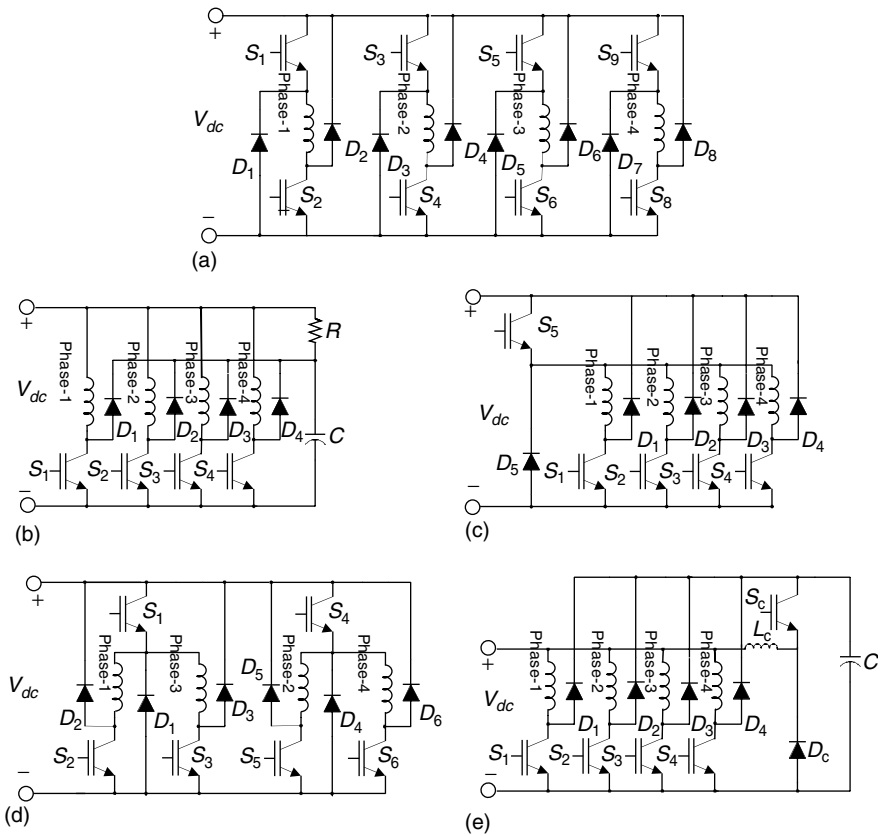 +
S1
S3
S5
S9
Phase-1
Phase-2
Phase-3
Phase-4
Vdc
D1
D2
D3
D4
D5
D6
D7
D8
S2
S4
S6
S8
−
(a)
+
R
Phase-1
Phase-2
Phase-3
Phase-4
Vdc
D1
D2
D3
D4
C
S1
S2
S3
S4
−
(b)
+
S5
Phase-1
Phase-2
Phase-3
Phase-4
Vdc
D1
D2
D3
D4
D5
S1
S2
S3
S4
−
(c)
+
S1
S4
Phase-1
Phase-3
Phase-2
Phase-4
Vdc
D5
D2
D1
D3
D4
D6
S2
S3
S5
S6
−
(d)
Sc
Lc
C
+
Phase-1
Phase-2
Phase-3
Phase-4
Vdc
D1
D2
D3
D4
S1
S2
S3
S4
Dc
−
(e)